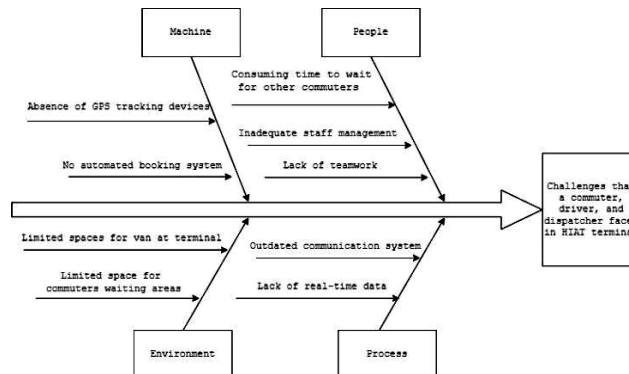 Machine
People
Consuming time to wait
for other commuters
Absence of GPS tracking devices
Inadequate staff management
No automated booking system
Lack of teamwork
Challenges tha
a commuter,
driver, and
dispatcher face
in HIAT termina
Limited spaces for van at terminal
Outdated communication system
Limited space for
commuters waiting areas
Lack of real-time data
Environment
Process